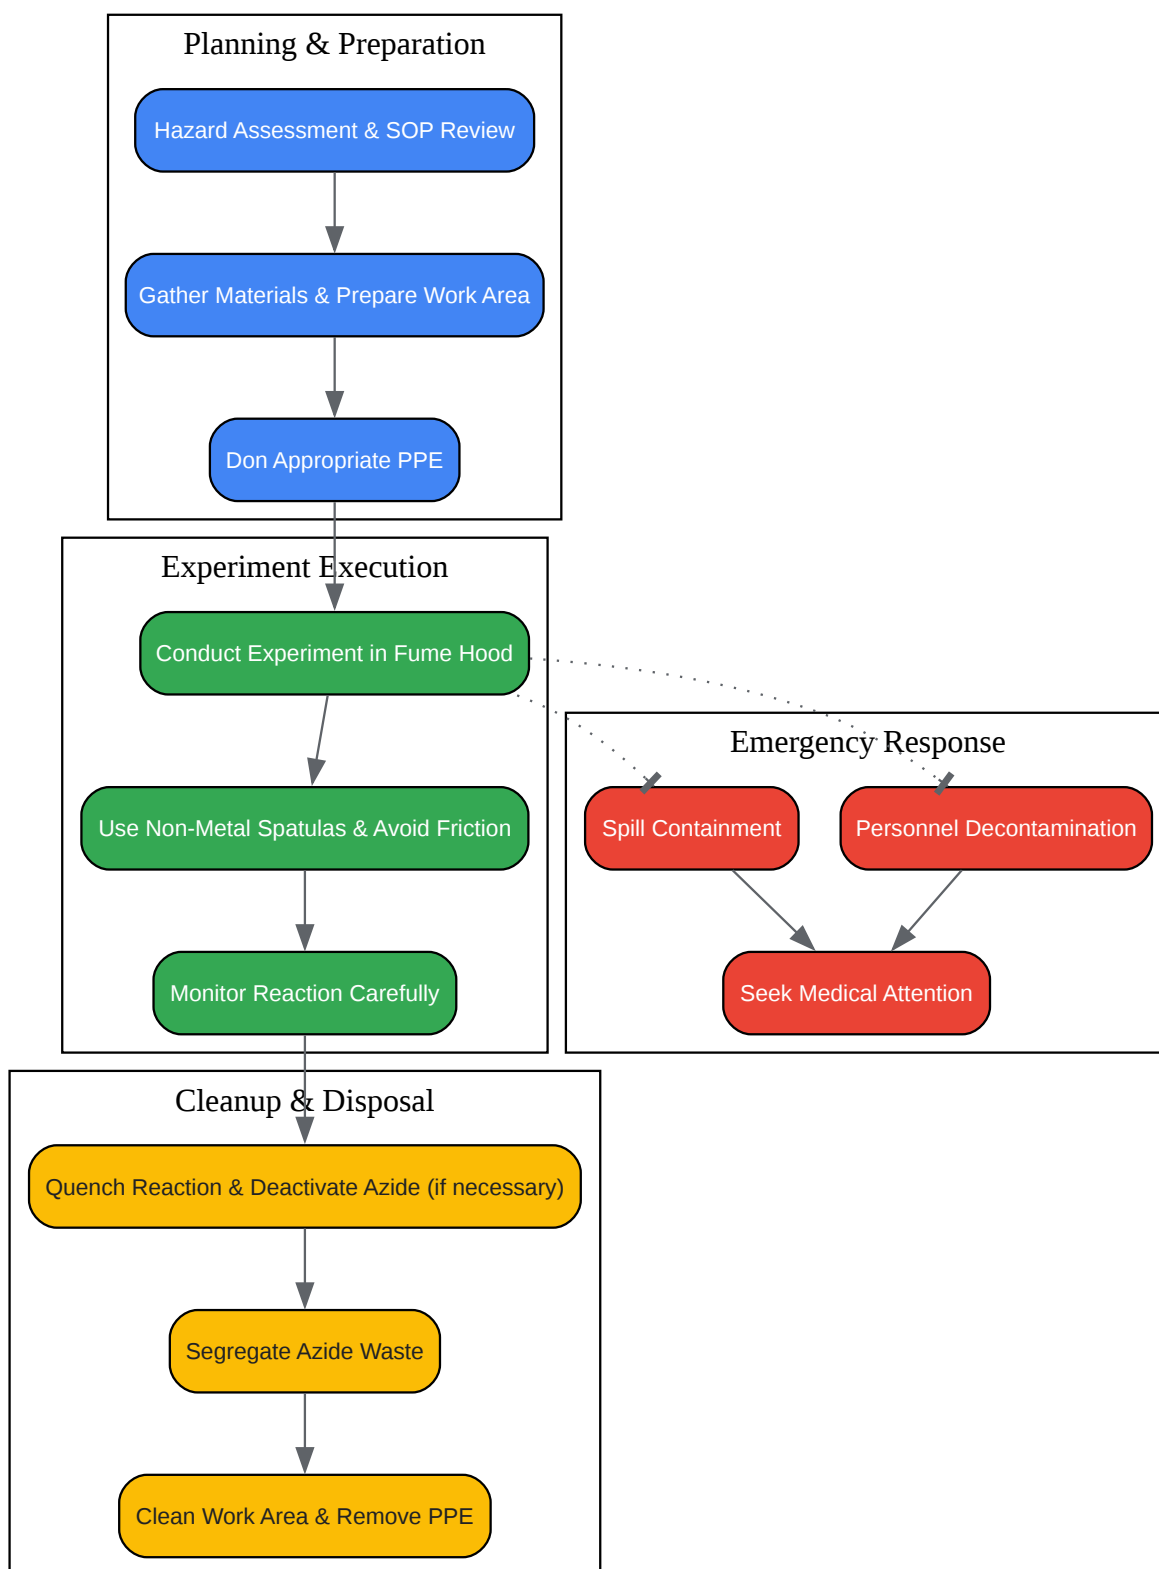 Planning & Preparation
Hazard Assessment & SOP Review
Gather Materials & Prepare Work Area
Don Appropriate PPE
Experiment Execution
Conduct Experiment in Fume Hood
Use Non-Metal Spatulas & Avoid Friction
Monitor Reaction Carefully
Emergency Response
Spill Containment
Personnel Decontamination
Seek Medical Attention
Cleanup & Disposal
Quench Reaction & Deactivate Azide (if necessary)
Segregate Azide Waste
Clean Work Area & Remove PPE